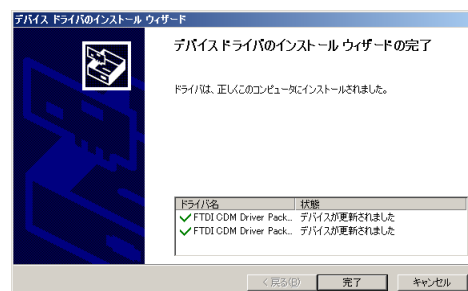 デバイス ドライバのインストール ウィザード
デバイス ドライバのインストール ウィザードの完了
ドライバは、正しくこのコンピュータにインストールされました。
ドライバ名 状態
FTDI CDM Driver Pack... デバイスが更新されました
FTDI CDM Driver Pack... デバイスが更新されました
< 戻る(B) 完了 キャンセル